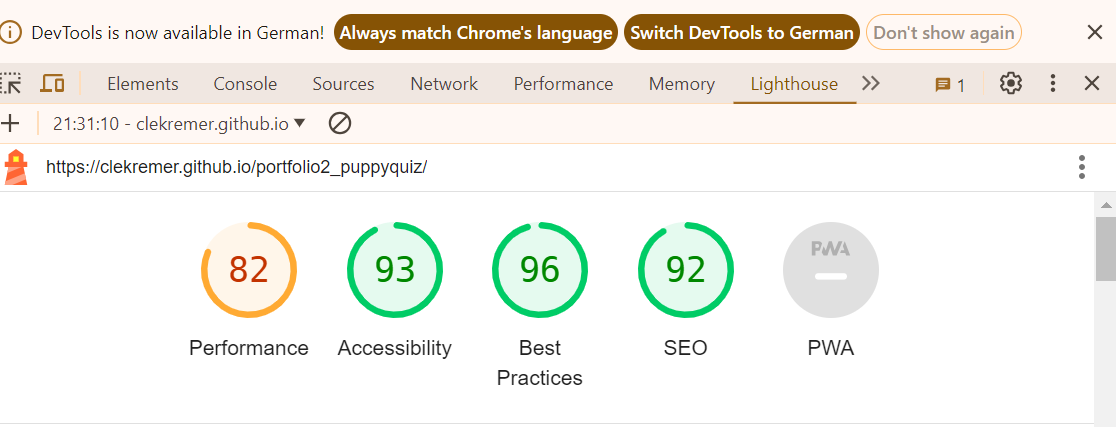 DevTools is now available in German! Always match Chrome's language Switch DevTools to German Don't show again
Elements Console Sources Network Performance Memory Lighthouse 1
21:31:10 - clekremer.github.io
https://clekremer.github.io/portfolio2_puppyquiz/
82 93 96 92 PWA
Performance Accessibility Best SEO PWA
Practices